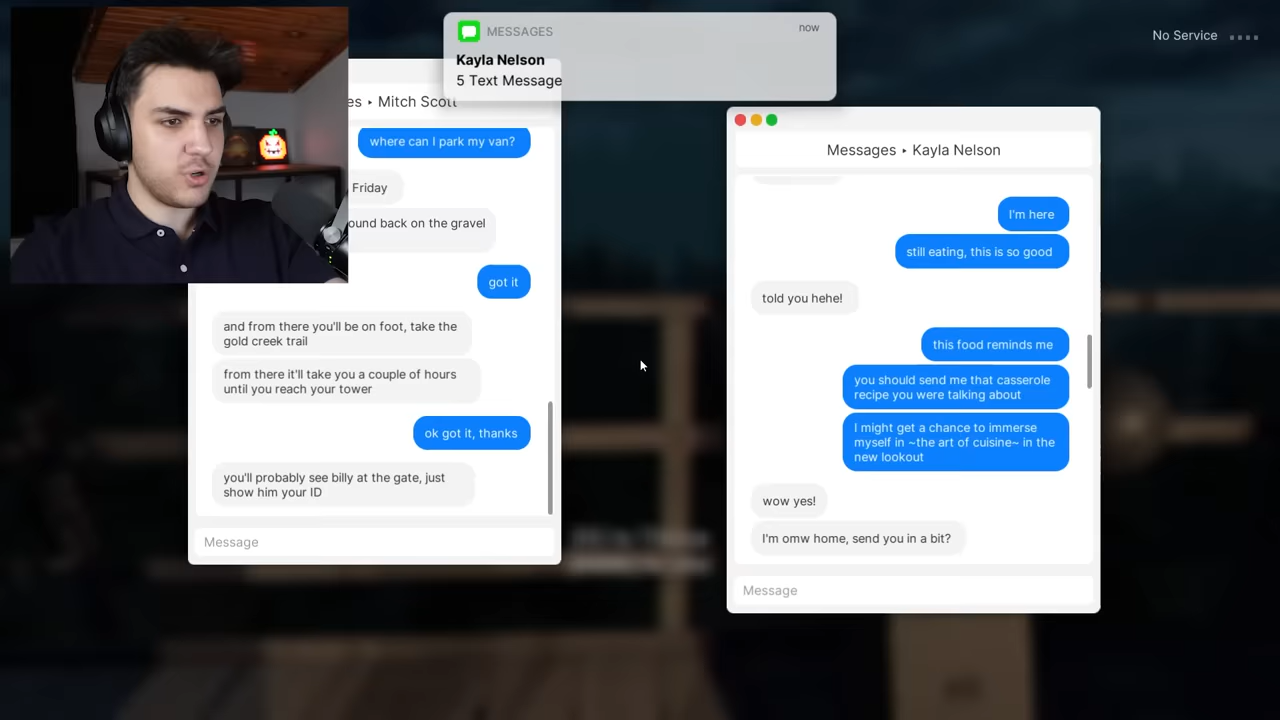 MESSAGES
now
Kayla Nelson
5 Text Message
No Service
es ▸ Mitch Scott
where can I park my van?
Friday
ound back on the gravel
got it
and from there you'll be on foot, take the
gold creek trail
from there it'll take you a couple of hours
until you reach your tower
ok got it, thanks
you'll probably see billy at the gate, just
show him your ID
Message
Messages ▸ Kayla Nelson
I'm here
still eating, this is so good
told you hehe!
this food reminds me
you should send me that casserole
recipe you were talking about
I might get a chance to immerse
myself in ~the art of cuisine~ in the
new lookout
wow yes!
I'm omw home, send you in a bit?
Message